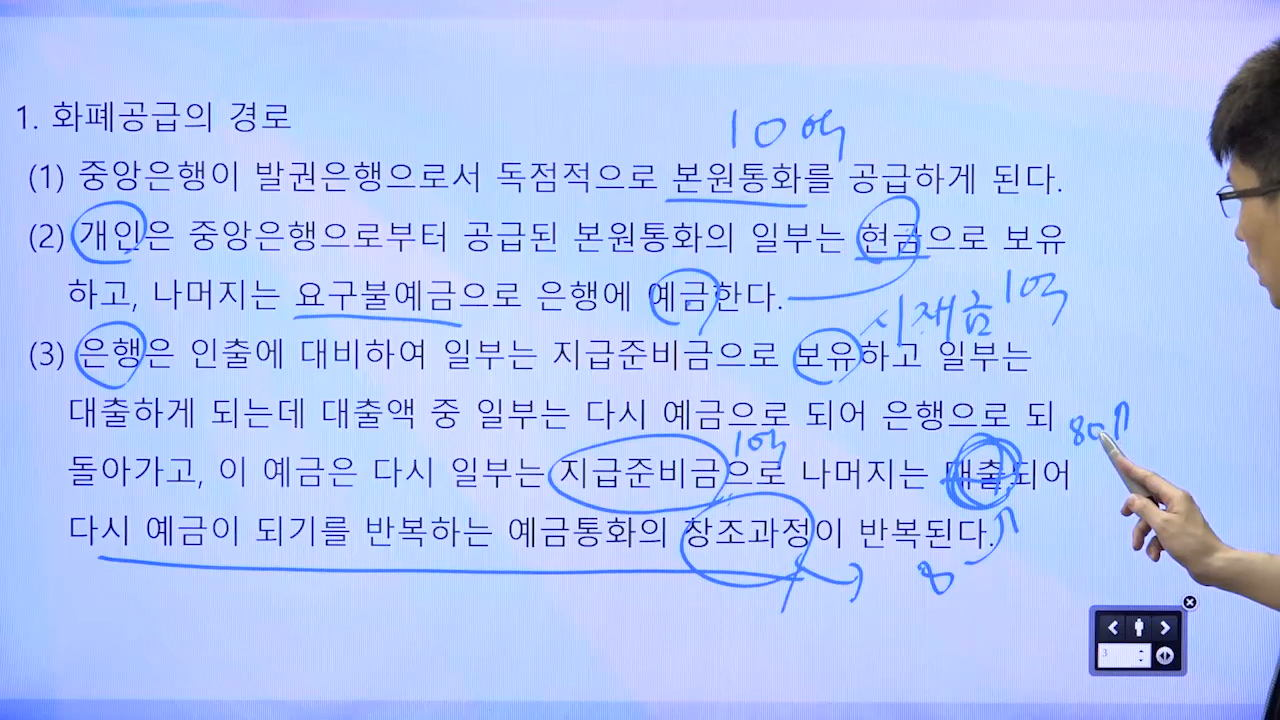 1. 화폐공급의 경로
10억
(1) 중앙은행이 발권은행으로서 독점적으로 본원통화를 공급하게 된다.
(2) 개인은 중앙은행으로부터 공급된 본원통화의 일부는 현금으로 보유
하고, 나머지는 요구불예금으로 은행에 예금한다.
시재금 1억
(3) 은행은 인출에 대비하여 일부는 지급준비금으로 보유하고 일부는
대출하게 되는데 대출액 중 일부는 다시 예금으로 되어 은행으로 되
80개
1억
돌아가고, 이 예금은 다시 일부는 지급준비금으로 나머지는 대출되어
다시 예금이 되기를 반복하는 예금통화의 창조과정이 반복된다.
8
3